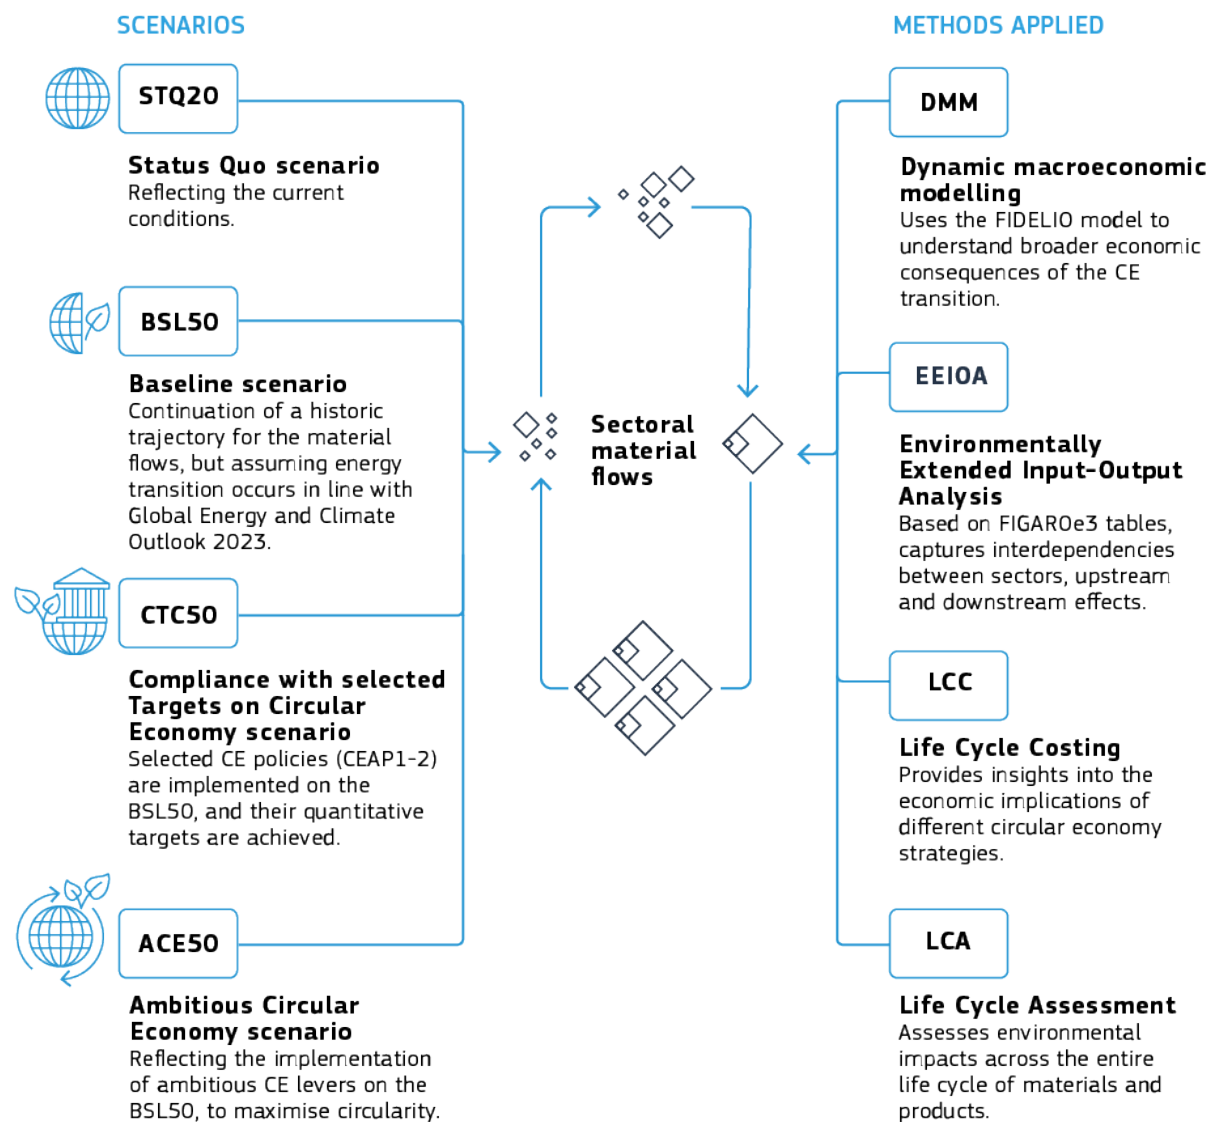 SCENARIOS
STQ20
Status Quo scenario
Reflecting the current
conditions.
BSL50
Baseline scenario
Continuation of a historic
trajectory for the material
flows, but assuming energy
transition occurs in line with
Global Energy and Climate
Outlook 2023.
CTC50
Compliance with selected
Targets on Circular
Economy scenario
Selected CE policies (CEAP1-2)
are implemented on the
BSL50, and their quantitative
targets are achieved.
ACE50
Ambitious Circular
Economy scenario
Reflecting the implementation
of ambitious CE levers on the
BSL50, to maximise circularity.
Sectoral
material
flows
METHODS APPLIED
DMM
Dynamic macroeconomic
modelling
Uses the FIDELIO model to
understand broader economic
consequences of the CE
transition.
EEIOA
Environmentally
Extended Input-Output
Analysis
Based on FIGAROe3 tables,
captures interdependencies
between sectors, upstream
and downstream effects.
LCC
Life Cycle Costing
Provides insights into the
economic implications of
different circular economy
strategies.
LCA
Life Cycle Assessment
Assesses environmental
impacts across the entire
life cycle of materials and
products.